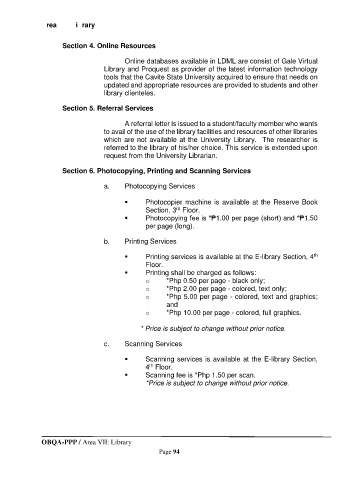 Section 4. Online Resources
Online databases available in LDML are consist of Gale Virtual
Library and Proquest as provider of the latest information technology
tools that the Cavite State University acquired to ensure that needs on
updated and appropriate resources are provided to students and other
library clienteles.
Section 5. Referral Services
A referral letter is issued to a student/faculty member who wants
to avail of the use of the library facilities and resources of other libraries
which are not available at the University Library. The researcher is
referred to the library of his/her choice. This service is extended upon
request from the University Librarian.
Section 6. Photocopying, Printing and Scanning Services
a. Photocopying Services
▪ Photocopier machine is available at the Reserve Book
Section, 3rd Floor.
▪ Photocopying fee is *₱1.00 per page (short) and *₱1.50
per page (long).
b. Printing Services
▪ Printing services is available at the E-library Section, 4th
Floor.
▪ Printing shall be charged as follows:
o *Php 0.50 per page - black only;
o *Php 2.00 per page - colored, text only;
o *Php 5.00 per page - colored, text and graphics;
and
o *Php 10.00 per page - colored, full graphics.
* Price is subject to change without prior notice.
c. Scanning Services
▪ Scanning services is available at the E-library Section,
4th Floor.
▪ Scanning fee is *Php 1.50 per scan.
*Price is subject to change without prior notice.
OBQA-PPP / Area VII: Library
Page 94